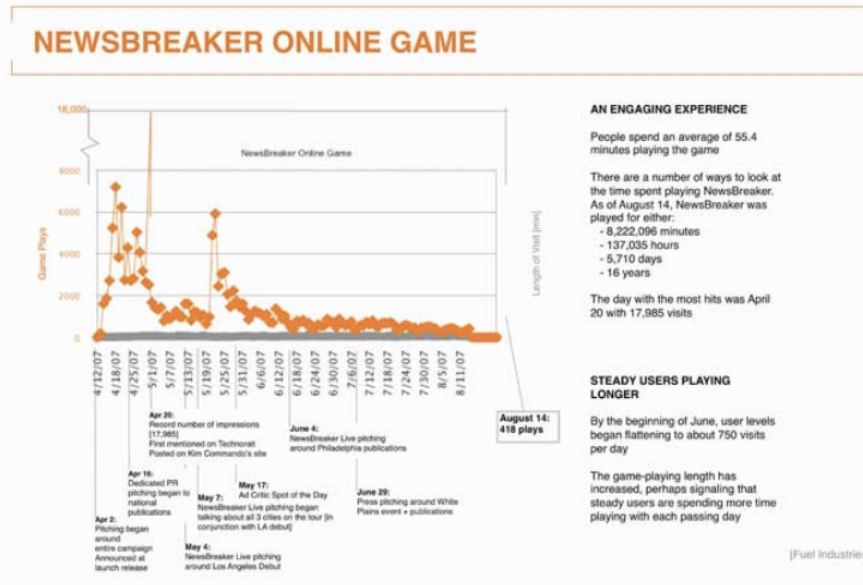 NEWSBREAKER ONLINE GAME
18,000
NewsBreaker Online Game
8000
6000
4000
2000
0
Game Plays
Length of Visit [min]
4/12/07
4/18/07
4/25/07
5/1/07
5/7/07
5/13/07
5/19/07
5/25/07
5/31/07
6/6/07
6/12/07
6/18/07
6/24/07
6/30/07
7/6/07
7/12/07
7/18/07
7/24/07
7/30/07
8/5/07
8/11/07
Apr 20:
Record number of impressions
[17,985]
First mentioned on Technorati
Posted on Kim Commando's site
June 4:
NewsBreaker Live pitching
around Philadelphia publications
August 14:
418 plays
Apr 16:
Dedicated PR
pitching began to
national
publications
May 17:
Ad Critic Spot of the Day
May 7:
NewsBreaker Live pitching began
talking about all 3 cities on the tour [in
conjunction with LA debut]
June 29:
Press pitching around White
Plains event + publications
Apr 2:
Pitching began
around
entire campaign
Announced at
launch release
May 4:
NewsBreaker Live pitching
around Los Angeles Debut
AN ENGAGING EXPERIENCE
People spend an average of 55.4
minutes playing the game
There are a number of ways to look at
the time spent playing NewsBreaker.
As of August 14, NewsBreaker was
played for either:
- 8,222,096 minutes
- 137,035 hours
- 5,710 days
- 16 years
The day with the most hits was April
20 with 17,985 visits
STEADY USERS PLAYING
LONGER
By the beginning of June, user levels
began flattening to about 750 visits
per day
The game-playing length has
increased, perhaps signaling that
steady users are spending more time
playing with each passing day
[Fuel Industries